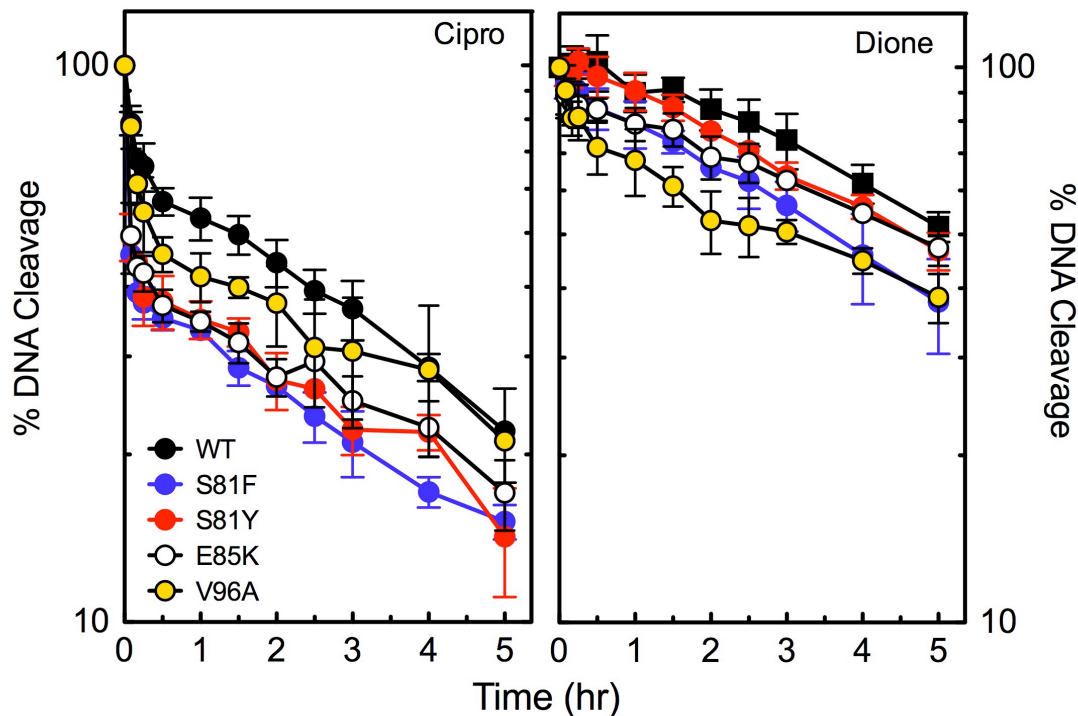 Cipro
Dione
100
10
% DNA Cleavage
WT
S81F
S81Y
E85K
V96A
0 1 2 3 4 5
0 1 2 3 4 5
100
10
% DNA Cleavage
Time (hr)